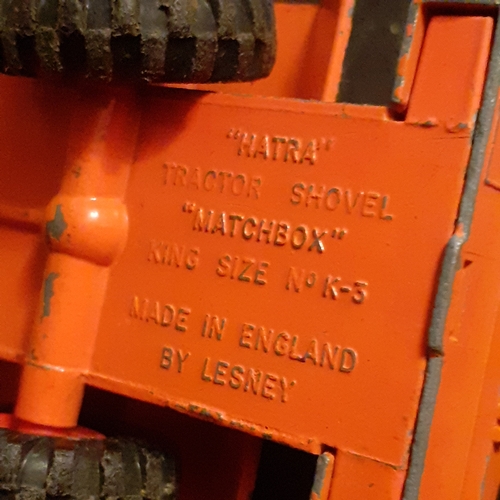 "HATRA"
TRACTOR SHOVEL
"MATCHBOX"
KING SIZE Nº K-3
MADE IN ENGLAND
BY LESNEY